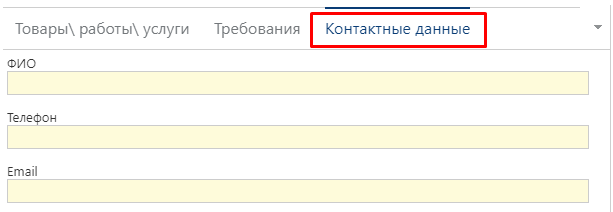 Товары\ работы\ услуги Требования Контактные данные
ФИО
Телефон
Email